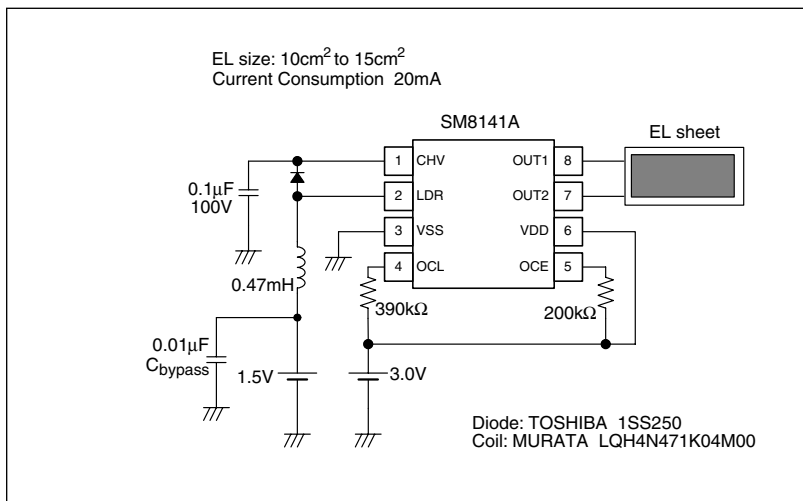 EL size: 10cm² to 15cm²
Current Consumption 20mA
SM8141A
EL sheet
1 CHV OUT1 8
2 LDR OUT2 7
3 VSS VDD 6
4 OCL OCE 5
0.1µF
100V
0.47mH
390kΩ
200kΩ
0.01µF
Cbypass
1.5V
3.0V
Diode: TOSHIBA 1SS250
Coil: MURATA LQH4N471K04M00